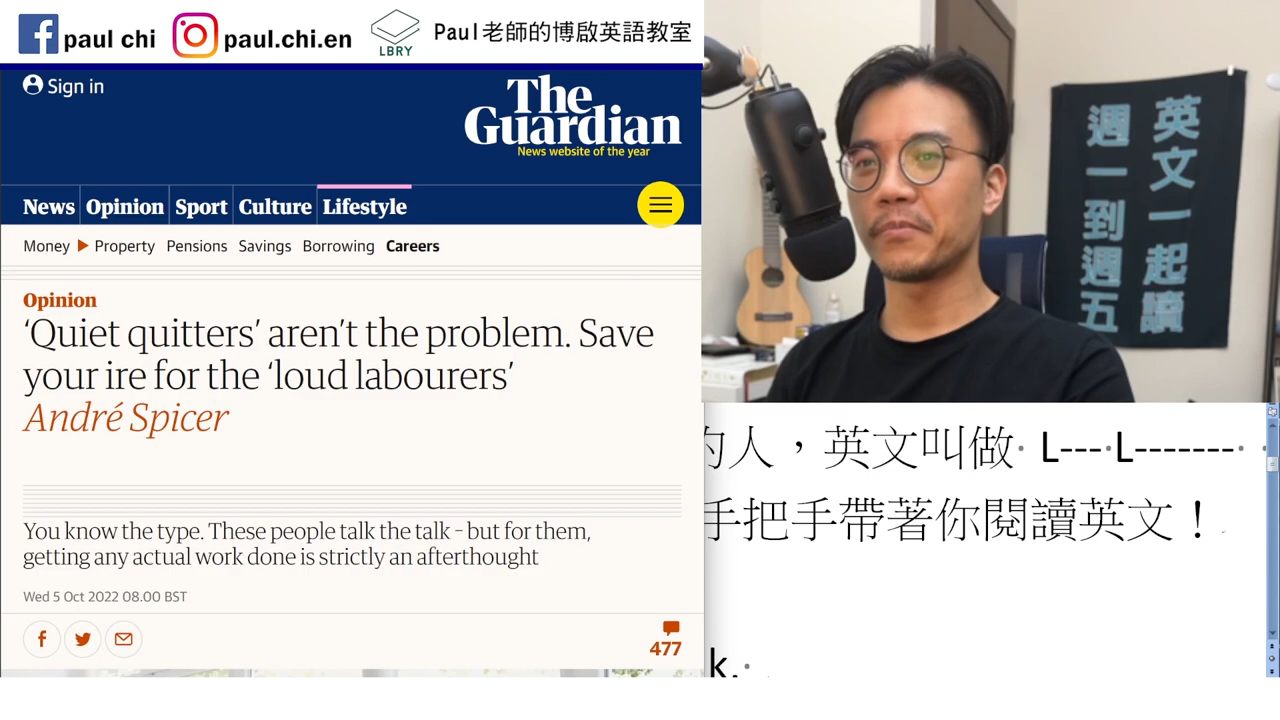 paul chi
paul.chi.en
LBRY
Paul老師的博啟英語教室
Sign in
The Guardian
News website of the year
News Opinion Sport Culture Lifestyle
Money Property Pensions Savings Borrowing Careers
Opinion
‘Quiet quitters’ aren’t the problem. Save
your ire for the ‘loud labourers’
André Spicer
You know the type. These people talk the talk – but for them,
getting any actual work done is strictly an afterthought
Wed 5 Oct 2022 08.00 BST
477
英文一起讀
週一到週五
的人，英文叫做 L--- L-------
手把手帶著你閱讀英文！
k.